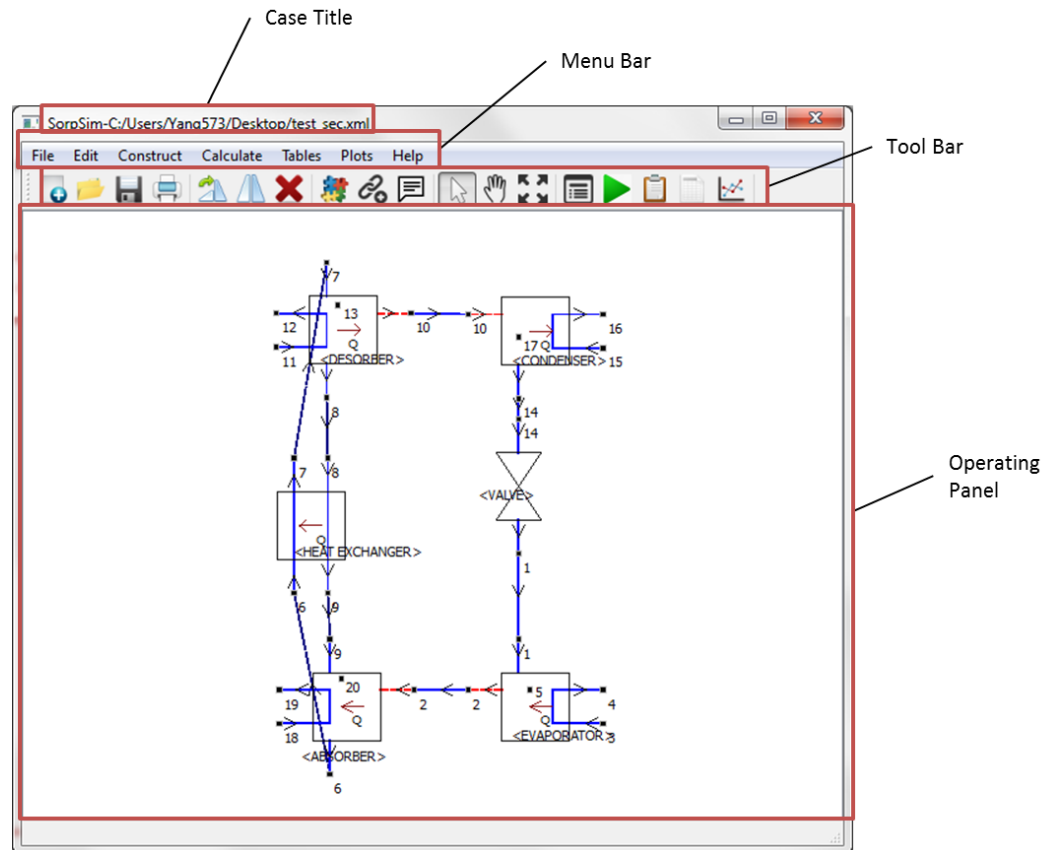 Case Title
Menu Bar
SorpSim-C:/Users/Yang573/Desktop/test_sec.xml
Tool Bar
File Edit Construct Calculate Tables Plots Help
7
13
12 10 10 16
Q
17 Q
11 <DESORBER> <CONDENSER> 15
8 14
14
7 8
Operating
Panel
<VALVE>
Q
<HEAT EXCHANGER>
1
6 9
9 1
20 5
19 2 2 4
Q Q
18 <EVAPORATOR> 3
<ABSORBER>
6